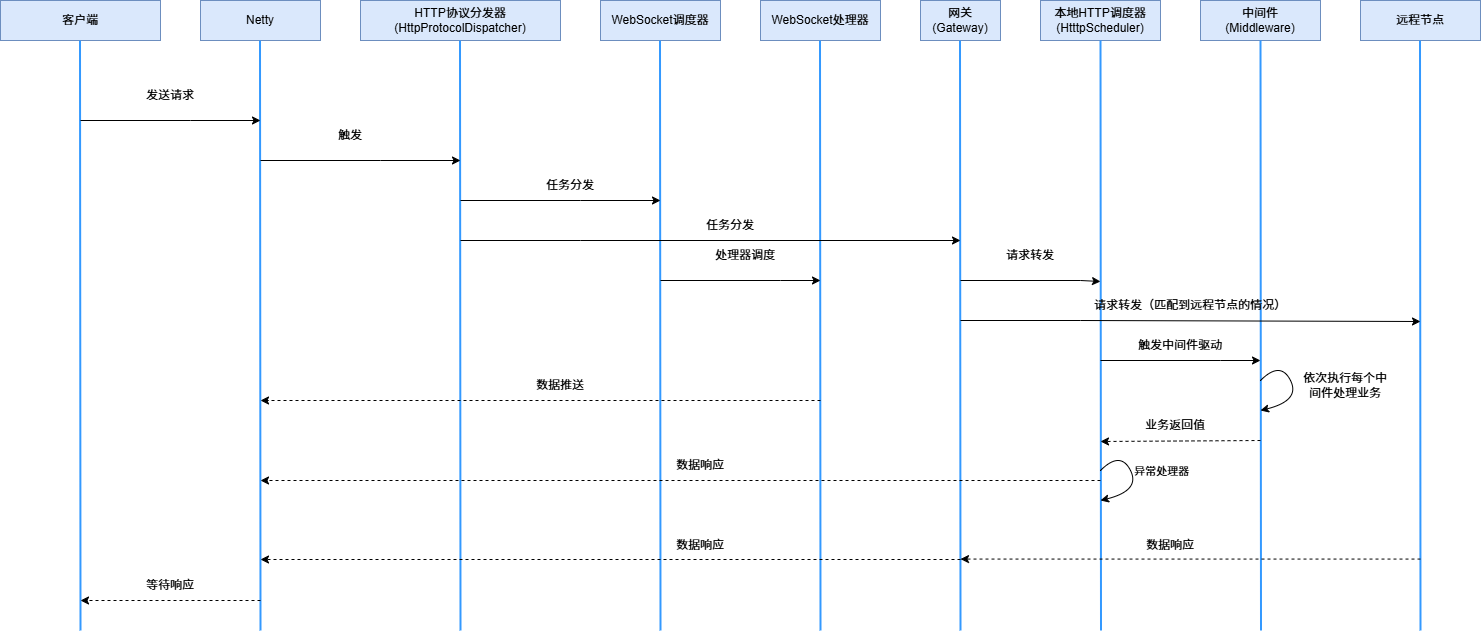 客户端
Netty
HTTP协议分发器
（HttpProtocolDispatcher）
WebSocket调度器
WebSocket处理器
网关
（Gateway）
本地HTTP调度器
（HtttpScheduler）
中间件
（Middleware）
远程节点
发送请求
触发
任务分发
任务分发
处理器调度
请求转发
请求转发（匹配到远程节点的情况）
触发中间件驱动
依次执行每个中
间件处理业务
数据推送
业务返回值
数据响应
异常处理器
数据响应
数据响应
等待响应